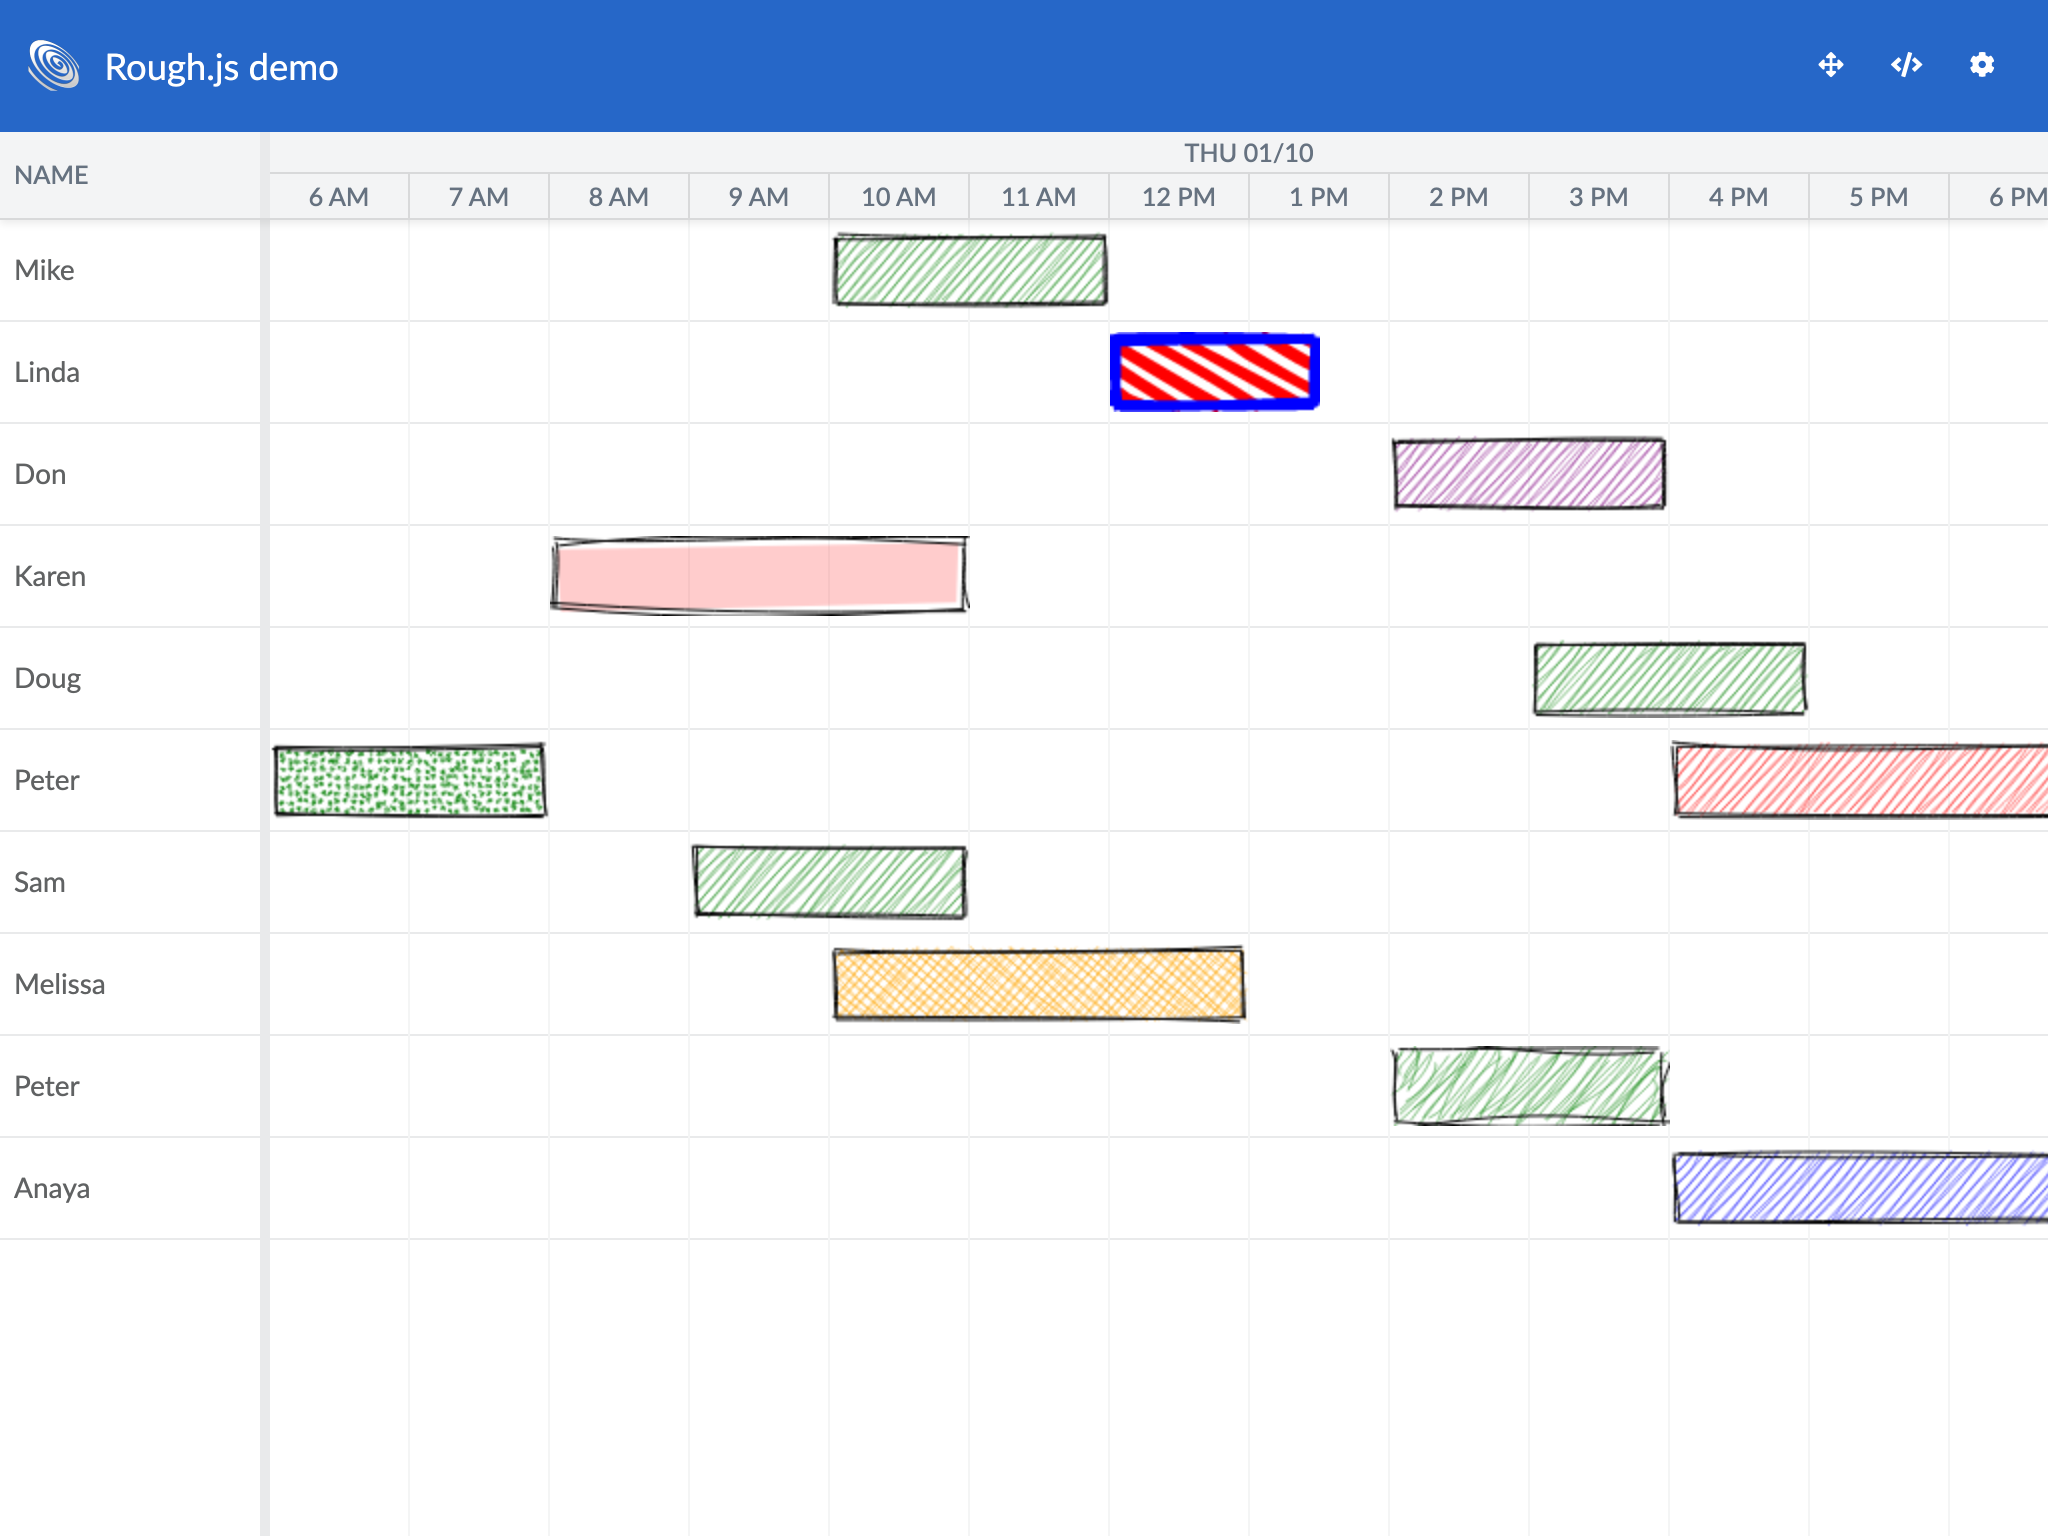 Rough.js demo
NAME
THU 01/10
6 AM 7 AM 8 AM 9 AM 10 AM 11 AM 12 PM 1 PM 2 PM 3 PM 4 PM 5 PM 6 PM
Mike
Linda
Don
Karen
Doug
Peter
Sam
Melissa
Peter
Anaya